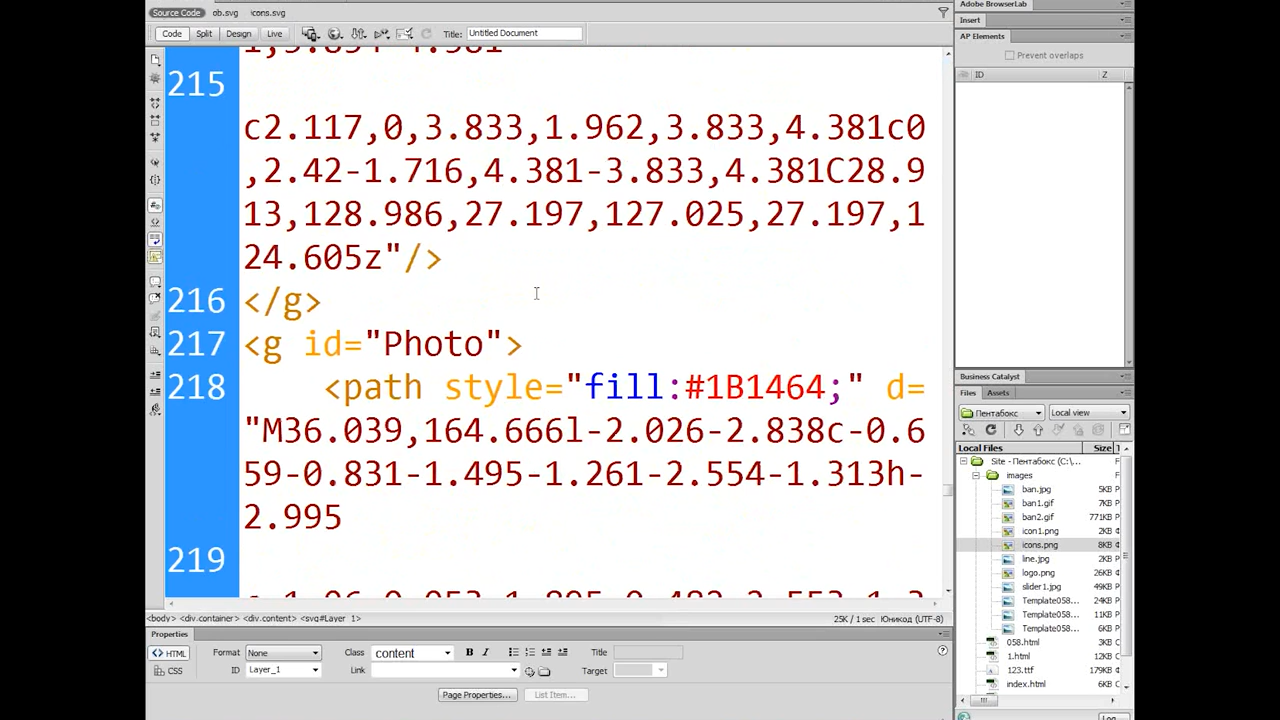 Source Code ob.svg icons.svg
Code Split Design Live Title: Untitled Document
215
c2.117,0,3.833,1.962,3.833,4.381c0
,2.42-1.716,4.381-3.833,4.381C28.9
13,128.986,27.197,127.025,27.197,1
24.605z"/>
216 </g>
217 <g id="Photo">
218 <path style="fill:#1B1464;" d=
"M36.039,164.666l-2.026-2.838c-0.6
59-0.831-1.495-1.261-2.554-1.313h-
2.995
219
<body> <div.container> <div.content> <svg#Layer_1>
25K / 1 sec Юникод (UTF-8)
Properties
HTML Format None Class content B I Title
CSS ID Layer_1 Link Target
Page Properties... List Item...
Adobe BrowserLab
Insert
AP Elements
Prevent overlaps
ID Z
Business Catalyst
Files Assets
Пентабокс Local view
Local Files Size
Site - Пентабокс (C:\...
images
ban.jpg 5KB
ban1.gif 7KB
ban2.gif 771KB
icon1.png 2KB
icons.png 8KB
line.jpg 1KB
logo.png 26KB
slider1.jpg 49KB
Template058... 24KB
Template058... 11KB
Template058... 6KB
058.html 3KB
1.html 12KB
123.ttf 179KB
index.html 6KB